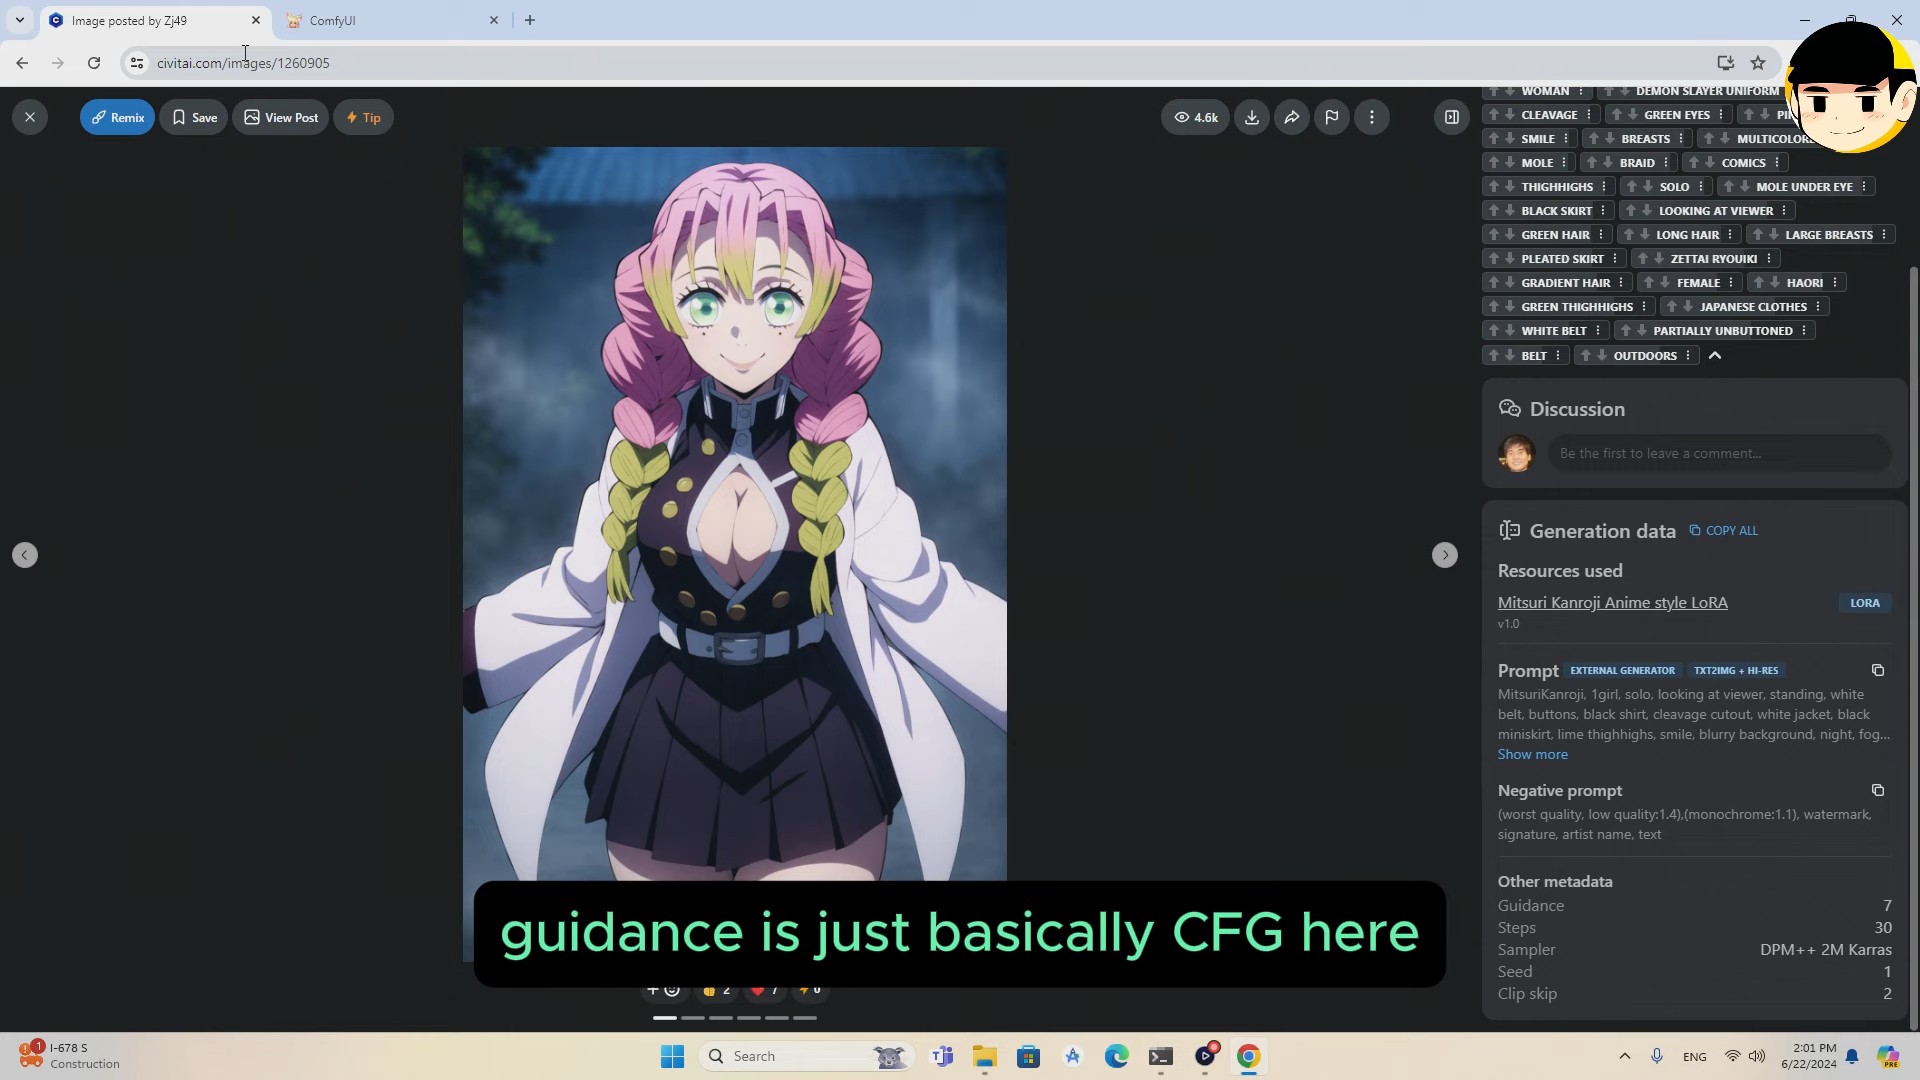 Image posted by Zj49
ComfyUI
civitai.com/images/1260905
Remix
Save
View Post
Tip
4.6k
WOMAN
DEMON SLAYER UNIFORM
CLEAVAGE
GREEN EYES
SMILE
BREASTS
MOLE
BRAID
COMICS
THIGHHIGHS
SOLO
MOLE UNDER EYE
BLACK SKIRT
LOOKING AT VIEWER
GREEN HAIR
LONG HAIR
LARGE BREASTS
PLEATED SKIRT
ZETTAI RYOUIKI
GRADIENT HAIR
FEMALE
HAORI
GREEN THIGHHIGHS
JAPANESE CLOTHES
WHITE BELT
PARTIALLY UNBUTTONED
BELT
OUTDOORS
Discussion
Be the first to leave a comment...
Generation data
COPY ALL
Resources used
Mitsuri Kanroji Anime style LoRA
LORA
v1.0
Prompt
EXTERNAL GENERATOR
TXT2IMG + HI-RES
MitsuriKanroji, 1girl, solo, looking at viewer, standing, white
belt, buttons, black shirt, cleavage cutout, white jacket, black
miniskirt, lime thighhighs, smile, blurry background, night, fog...
Show more
Negative prompt
(worst quality, low quality:1.4),(monochrome:1.1), watermark,
signature, artist name, text
Other metadata
Guidance 7
Steps 30
Sampler DPM++ 2M Karras
Seed 1
Clip skip 2
guidance is just basically CFG here
2
7
1
I-678 S
Construction
Search
ENG
2:01 PM
6/22/2024
PRE